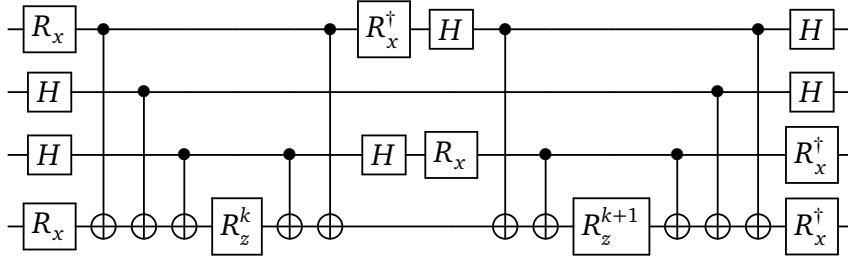 R_x R_x^† H H
H H
H H R_x R_x^†
R_x R_z^k R_z^{k+1} R_x^†